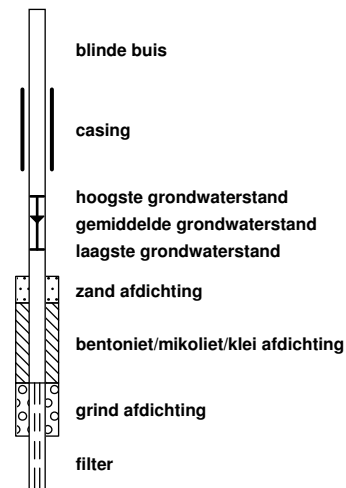 blinde buis
casing
hoogste grondwaterstand
gemiddelde grondwaterstand
laagste grondwaterstand
zand afdichting
bentoniet/mikoliet/klei afdichting
grind afdichting
filter